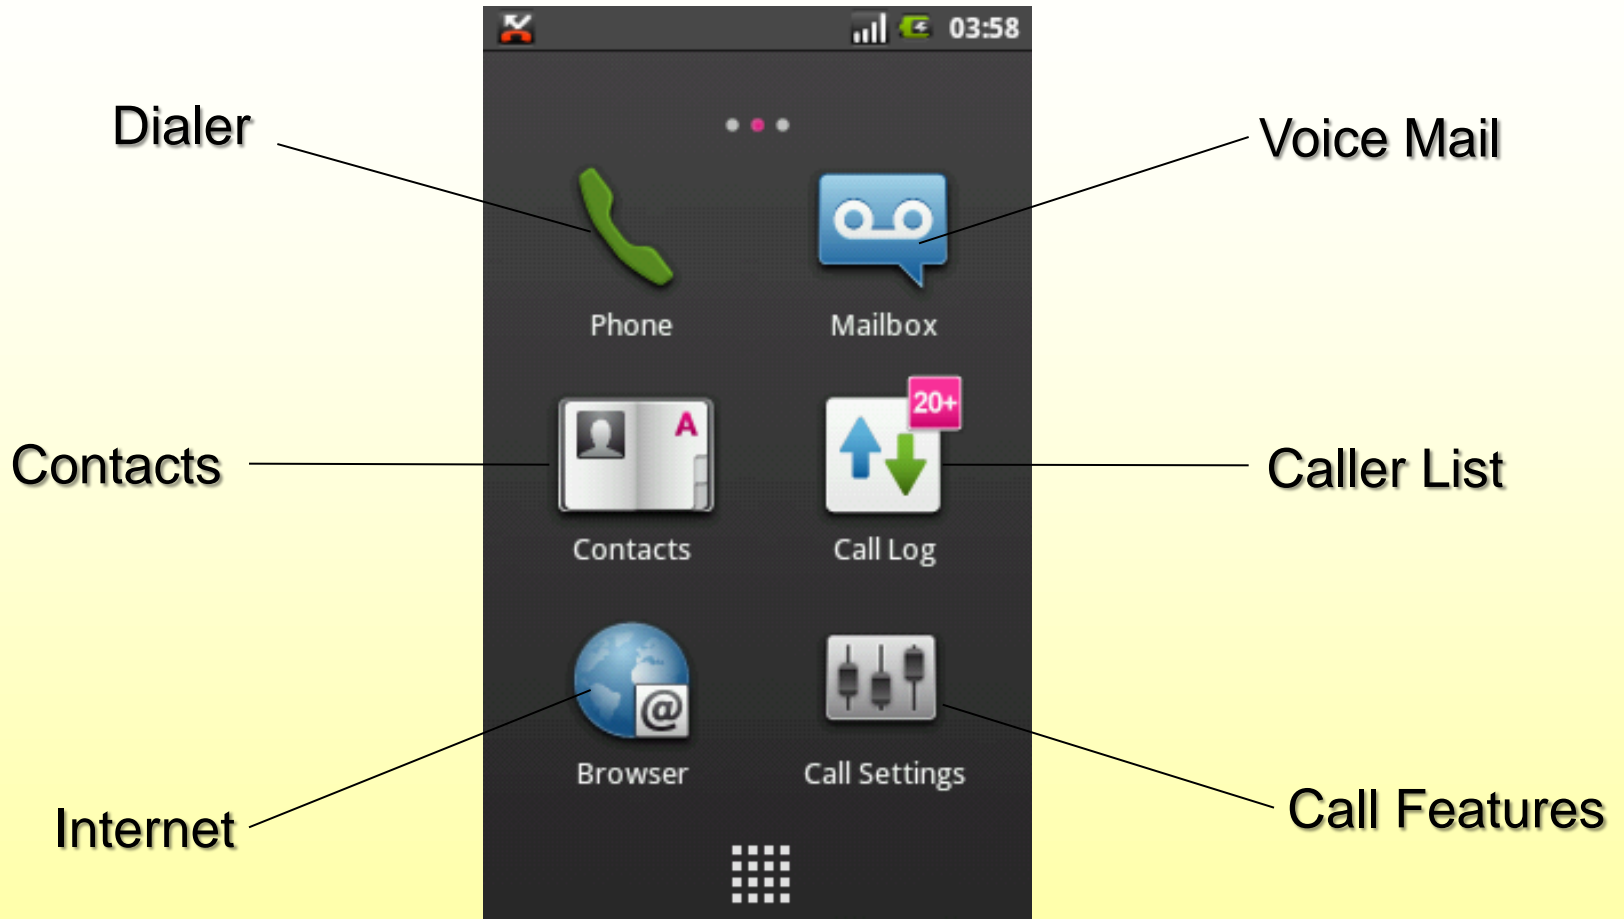 03:58
Dialer
Voice Mail
Phone
Mailbox
A
20+
Contacts
Caller List
Contacts
Call Log
@
Browser
Call Settings
Internet
Call Features